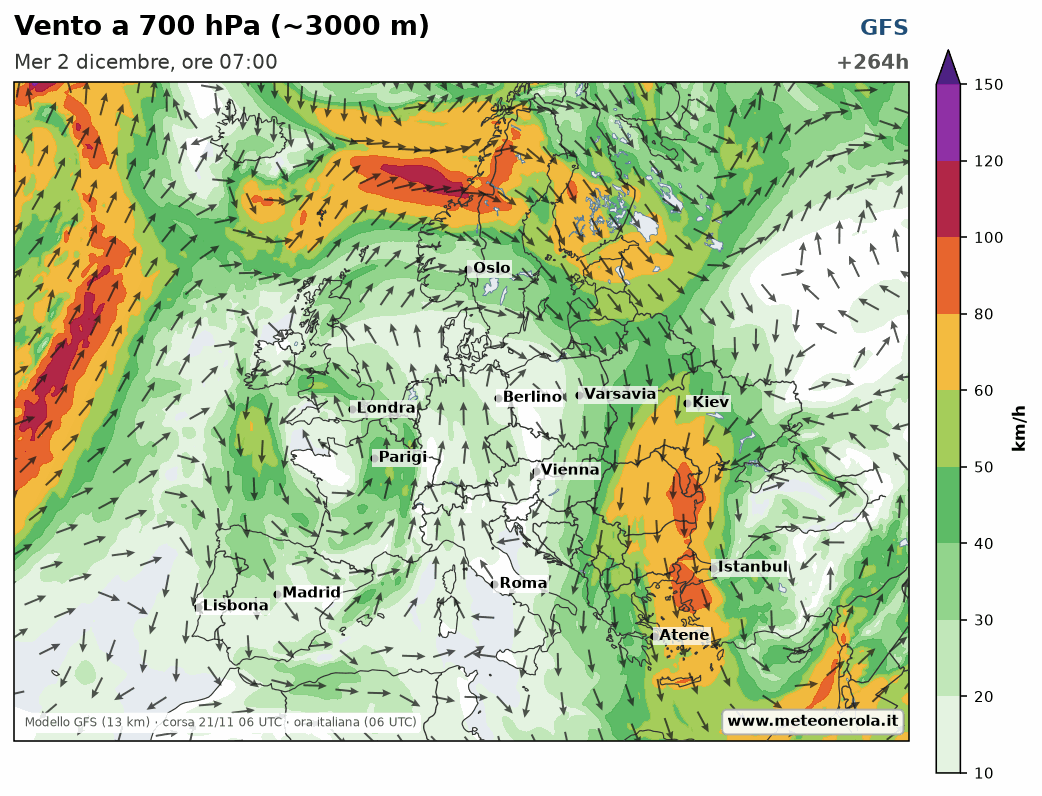 Vento a 700 hPa (~3000 m)
GFS
Mer 2 dicembre, ore 07:00
+264h
150
120
100
80
60
50
40
30
20
10
km/h
Oslo
Berlino
Varsavia
Kiev
Londra
Parigi
Vienna
Istanbul
Roma
Madrid
Lisbona
Atene
Modello GFS (13 km) · corsa 21/11 06 UTC · ora italiana (06 UTC)
www.meteonerola.it